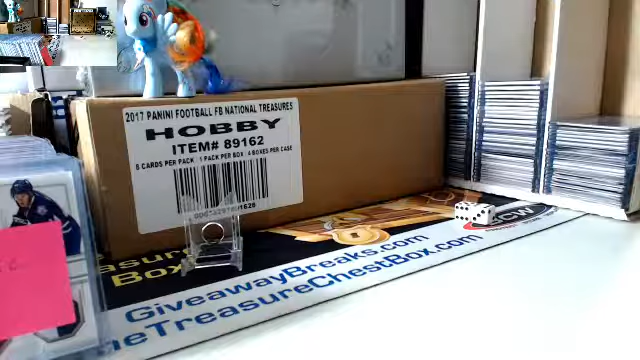 2017 PANINI FOOTBALL FB NATIONAL TREASURES
HOBBY
ITEM# 89162
8 CARDS PER PACK 1 PACK PER BOX 4 BOXES PER CASE
GiveawayBreaks.com
TreasureChestBox.com
Box